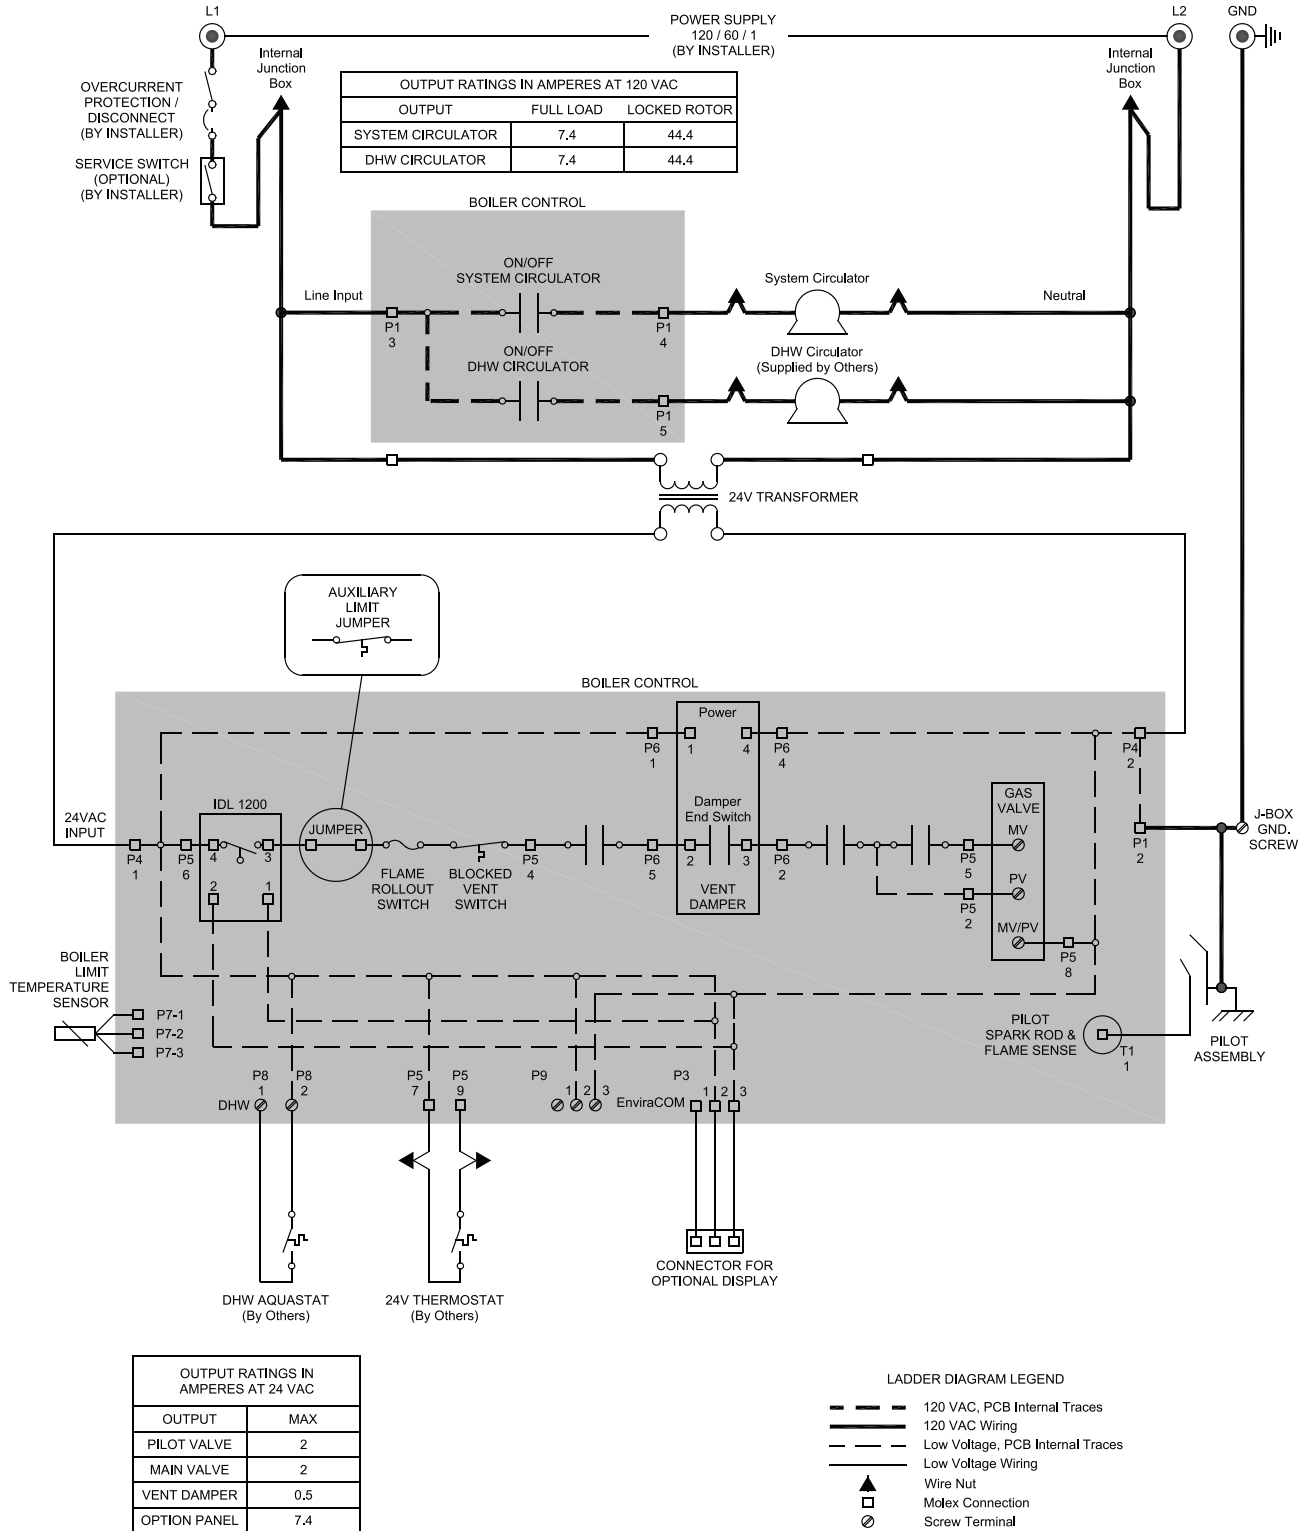 L1
POWER SUPPLY
120 / 60 / 1
(BY INSTALLER)
L2
GND
Internal
Junction
Box
Internal
Junction
Box
OVERCURRENT
PROTECTION /
DISCONNECT
(BY INSTALLER)
SERVICE SWITCH
(OPTIONAL)
(BY INSTALLER)
OUTPUT RATINGS IN AMPERES AT 120 VAC
OUTPUT FULL LOAD LOCKED ROTOR
SYSTEM CIRCULATOR 7.4 44.4
DHW CIRCULATOR 7.4 44.4
BOILER CONTROL
ON/OFF
SYSTEM CIRCULATOR
System Circulator
Line Input
Neutral
P1
3
P1
4
ON/OFF
DHW CIRCULATOR
DHW Circulator
(Supplied by Others)
P1
5
24V TRANSFORMER
AUXILIARY
LIMIT
JUMPER
BOILER CONTROL
Power
P6
1
1
4
P6
4
P4
2
24VAC
INPUT
IDL 1200
JUMPER
Damper
End Switch
GAS
VALVE
MV
J-BOX
GND.
SCREW
P4
1
P5
6
4
3
2
1
FLAME
ROLLOUT
SWITCH
BLOCKED
VENT
SWITCH
P5
4
P6
5
2
3
P6
2
VENT
DAMPER
P5
5
PV
P5
2
MV/PV
P5
8
P1
2
BOILER
LIMIT
TEMPERATURE
SENSOR
P7-1
P7-2
P7-3
PILOT
SPARK ROD &
FLAME SENSE
T1
1
PILOT
ASSEMBLY
P8
1
P8
2
P5
7
P5
9
P9
1 2 3
P3
1 2 3
DHW
EnviraCOM
DHW AQUASTAT
(By Others)
24V THERMOSTAT
(By Others)
CONNECTOR FOR
OPTIONAL DISPLAY
OUTPUT RATINGS IN
AMPERES AT 24 VAC
OUTPUT MAX
PILOT VALVE 2
MAIN VALVE 2
VENT DAMPER 0.5
OPTION PANEL 7.4
LADDER DIAGRAM LEGEND
120 VAC, PCB Internal Traces
120 VAC Wiring
Low Voltage, PCB Internal Traces
Low Voltage Wiring
Wire Nut
Molex Connection
Screw Terminal